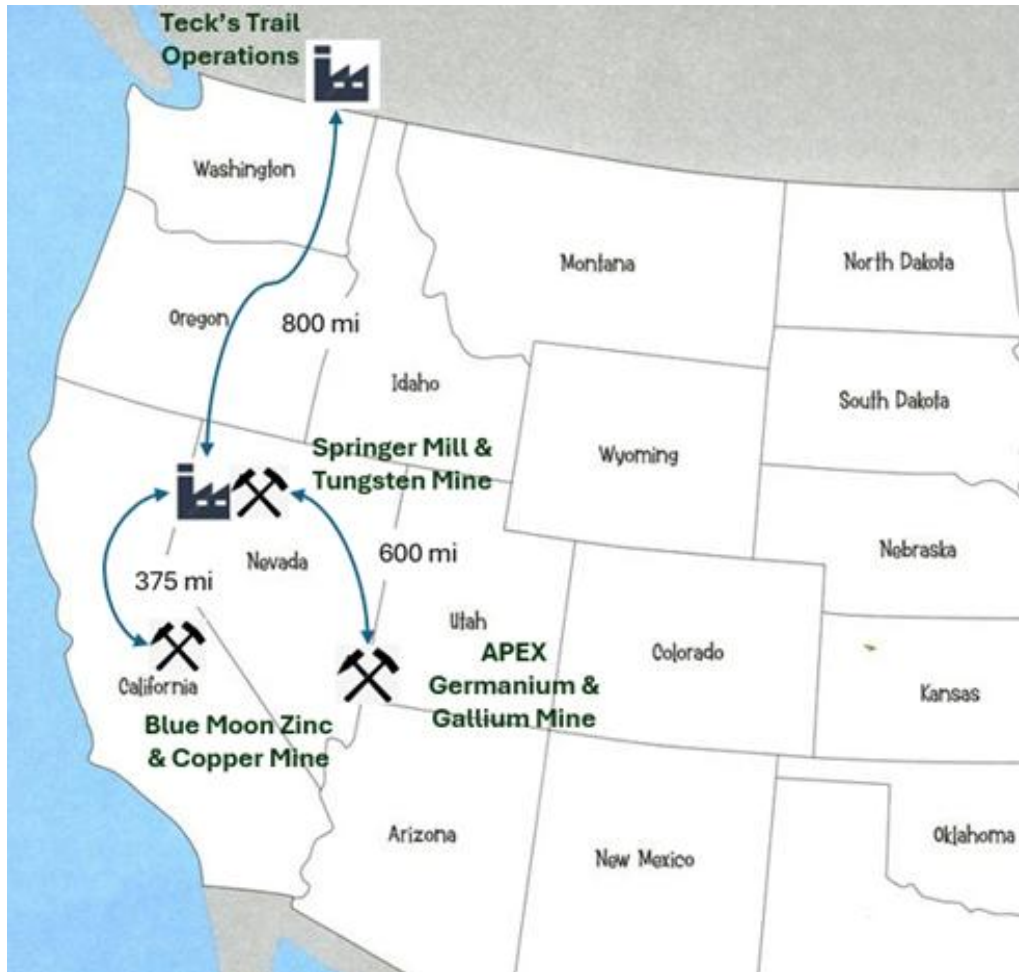 Teck's Trail
Operations
Washington
Montana
North Dakota
Oregon
800 mi
Idaho
South Dakota
Wyoming
Springer Mill &
Tungsten Mine
Nebraska
Nevada
600 mi
375 mi
Utah
Colorado
Kansas
APEX
Germanium &
Gallium Mine
California
Blue Moon Zinc
& Copper Mine
Arizona
New Mexico
Oklahoma